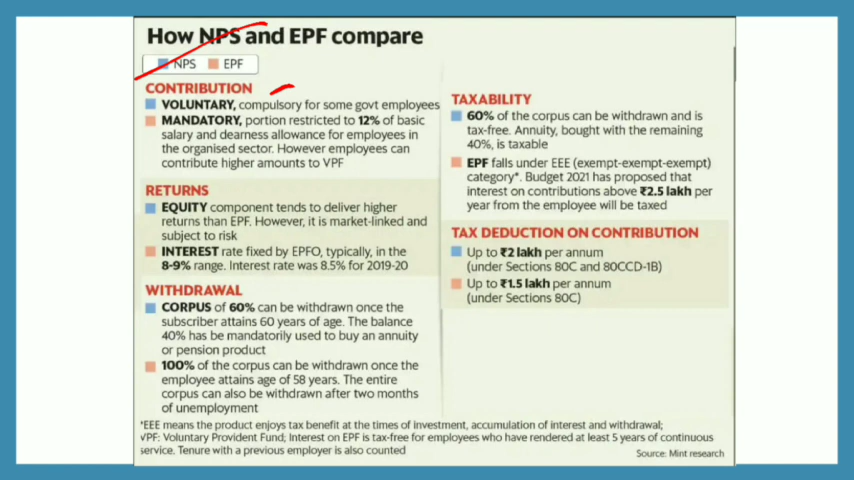 How NPS and EPF compare
NPS EPF
CONTRIBUTION
VOLUNTARY, compulsory for some govt employees
MANDATORY, portion restricted to 12% of basic
salary and dearness allowance for employees in
the organised sector. However employees can
contribute higher amounts to VPF
RETURNS
EQUITY component tends to deliver higher
returns than EPF. However, it is market-linked and
subject to risk
INTEREST rate fixed by EPFO, typically, in the
8-9% range. Interest rate was 8.5% for 2019-20
WITHDRAWAL
CORPUS of 60% can be withdrawn once the
subscriber attains 60 years of age. The balance
40% has be mandatorily used to buy an annuity
or pension product
100% of the corpus can be withdrawn once the
employee attains age of 58 years. The entire
corpus can also be withdrawn after two months
of unemployment
TAXABILITY
60% of the corpus can be withdrawn and is
tax-free. Annuity, bought with the remaining
40%, is taxable
EPF falls under EEE (exempt-exempt-exempt)
category*. Budget 2021 has proposed that
interest on contributions above ₹2.5 lakh per
year from the employee will be taxed
TAX DEDUCTION ON CONTRIBUTION
Up to ₹2 lakh per annum
(under Sections 80C and 80CCD-1B)
Up to ₹1.5 lakh per annum
(under Sections 80C)
*EEE means the product enjoys tax benefit at the times of investment, accumulation of interest and withdrawal;
VPF: Voluntary Provident Fund; Interest on EPF is tax-free for employees who have rendered at least 5 years of continuous
service. Tenure with a previous employer is also counted
Source: Mint research